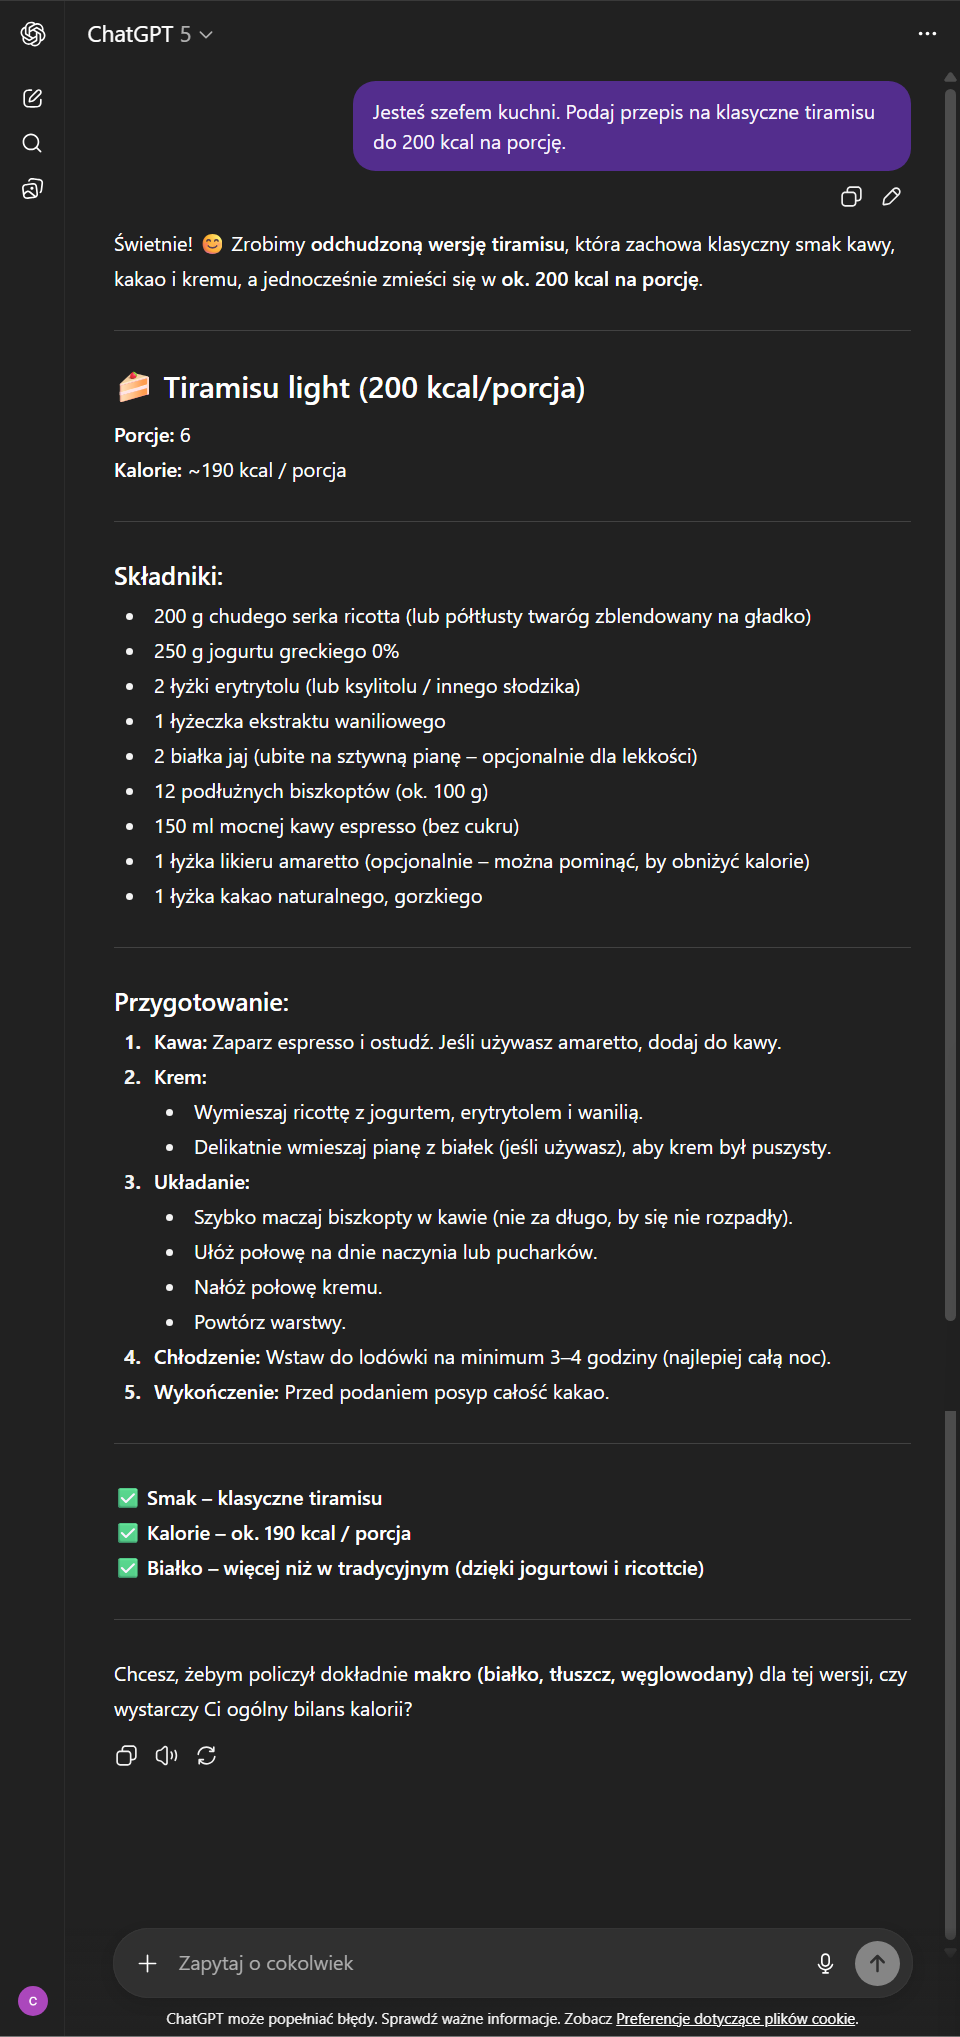 ChatGPT 5
Jesteś szefem kuchni. Podaj przepis na klasyczne tiramisu
do 200 kcal na porcję.
Świetnie! 😊 Zrobimy odchudzoną wersję tiramisu, która zachowa klasyczny smak kawy,
kakao i kremu, a jednocześnie zmieści się w ok. 200 kcal na porcję.
🍰 Tiramisu light (200 kcal/porcja)
Porcje: 6
Kalorie: ~190 kcal / porcja
Składniki:
• 200 g chudego serka ricotta (lub półtłusty twaróg zblendowany na gładko)
• 250 g jogurtu greckiego 0%
• 2 łyżki erytrytolu (lub ksylitolu / innego słodzika)
• 1 łyżeczka ekstraktu waniliowego
• 2 białka jaj (ubite na sztywną pianę – opcjonalnie dla lekkości)
• 12 podłużnych biszkoptów (ok. 100 g)
• 150 ml mocnej kawy espresso (bez cukru)
• 1 łyżka likieru amaretto (opcjonalnie – można pominąć, by obniżyć kalorie)
• 1 łyżka kakao naturalnego, gorzkiego
Przygotowanie:
1. Kawa: Zaparz espresso i ostudź. Jeśli używasz amaretto, dodaj do kawy.
2. Krem:
• Wymieszaj ricottę z jogurtem, erytrytolem i wanilią.
• Delikatnie wmieszaj pianę z białek (jeśli używasz), aby krem był puszysty.
3. Układanie:
• Szybko maczaj biszkopty w kawie (nie za długo, by się nie rozpadły).
• Ułóż połowę na dnie naczynia lub pucharków.
• Nałóż połowę kremu.
• Powtórz warstwy.
4. Chłodzenie: Wstaw do lodówki na minimum 3–4 godziny (najlepiej całą noc).
5. Wykończenie: Przed podaniem posyp całość kakao.
✅ Smak – klasyczne tiramisu
✅ Kalorie – ok. 190 kcal / porcja
✅ Białko – więcej niż w tradycyjnym (dzięki jogurtowi i ricottcie)
Chcesz, żebym policzył dokładnie makro (białko, tłuszcz, węglowodany) dla tej wersji, czy
wystarczy Ci ogólny bilans kalorii?
Zapytaj o cokolwiek
C
ChatGPT może popełniać błędy. Sprawdź ważne informacje. Zobacz Preferencje dotyczące plików cookie.